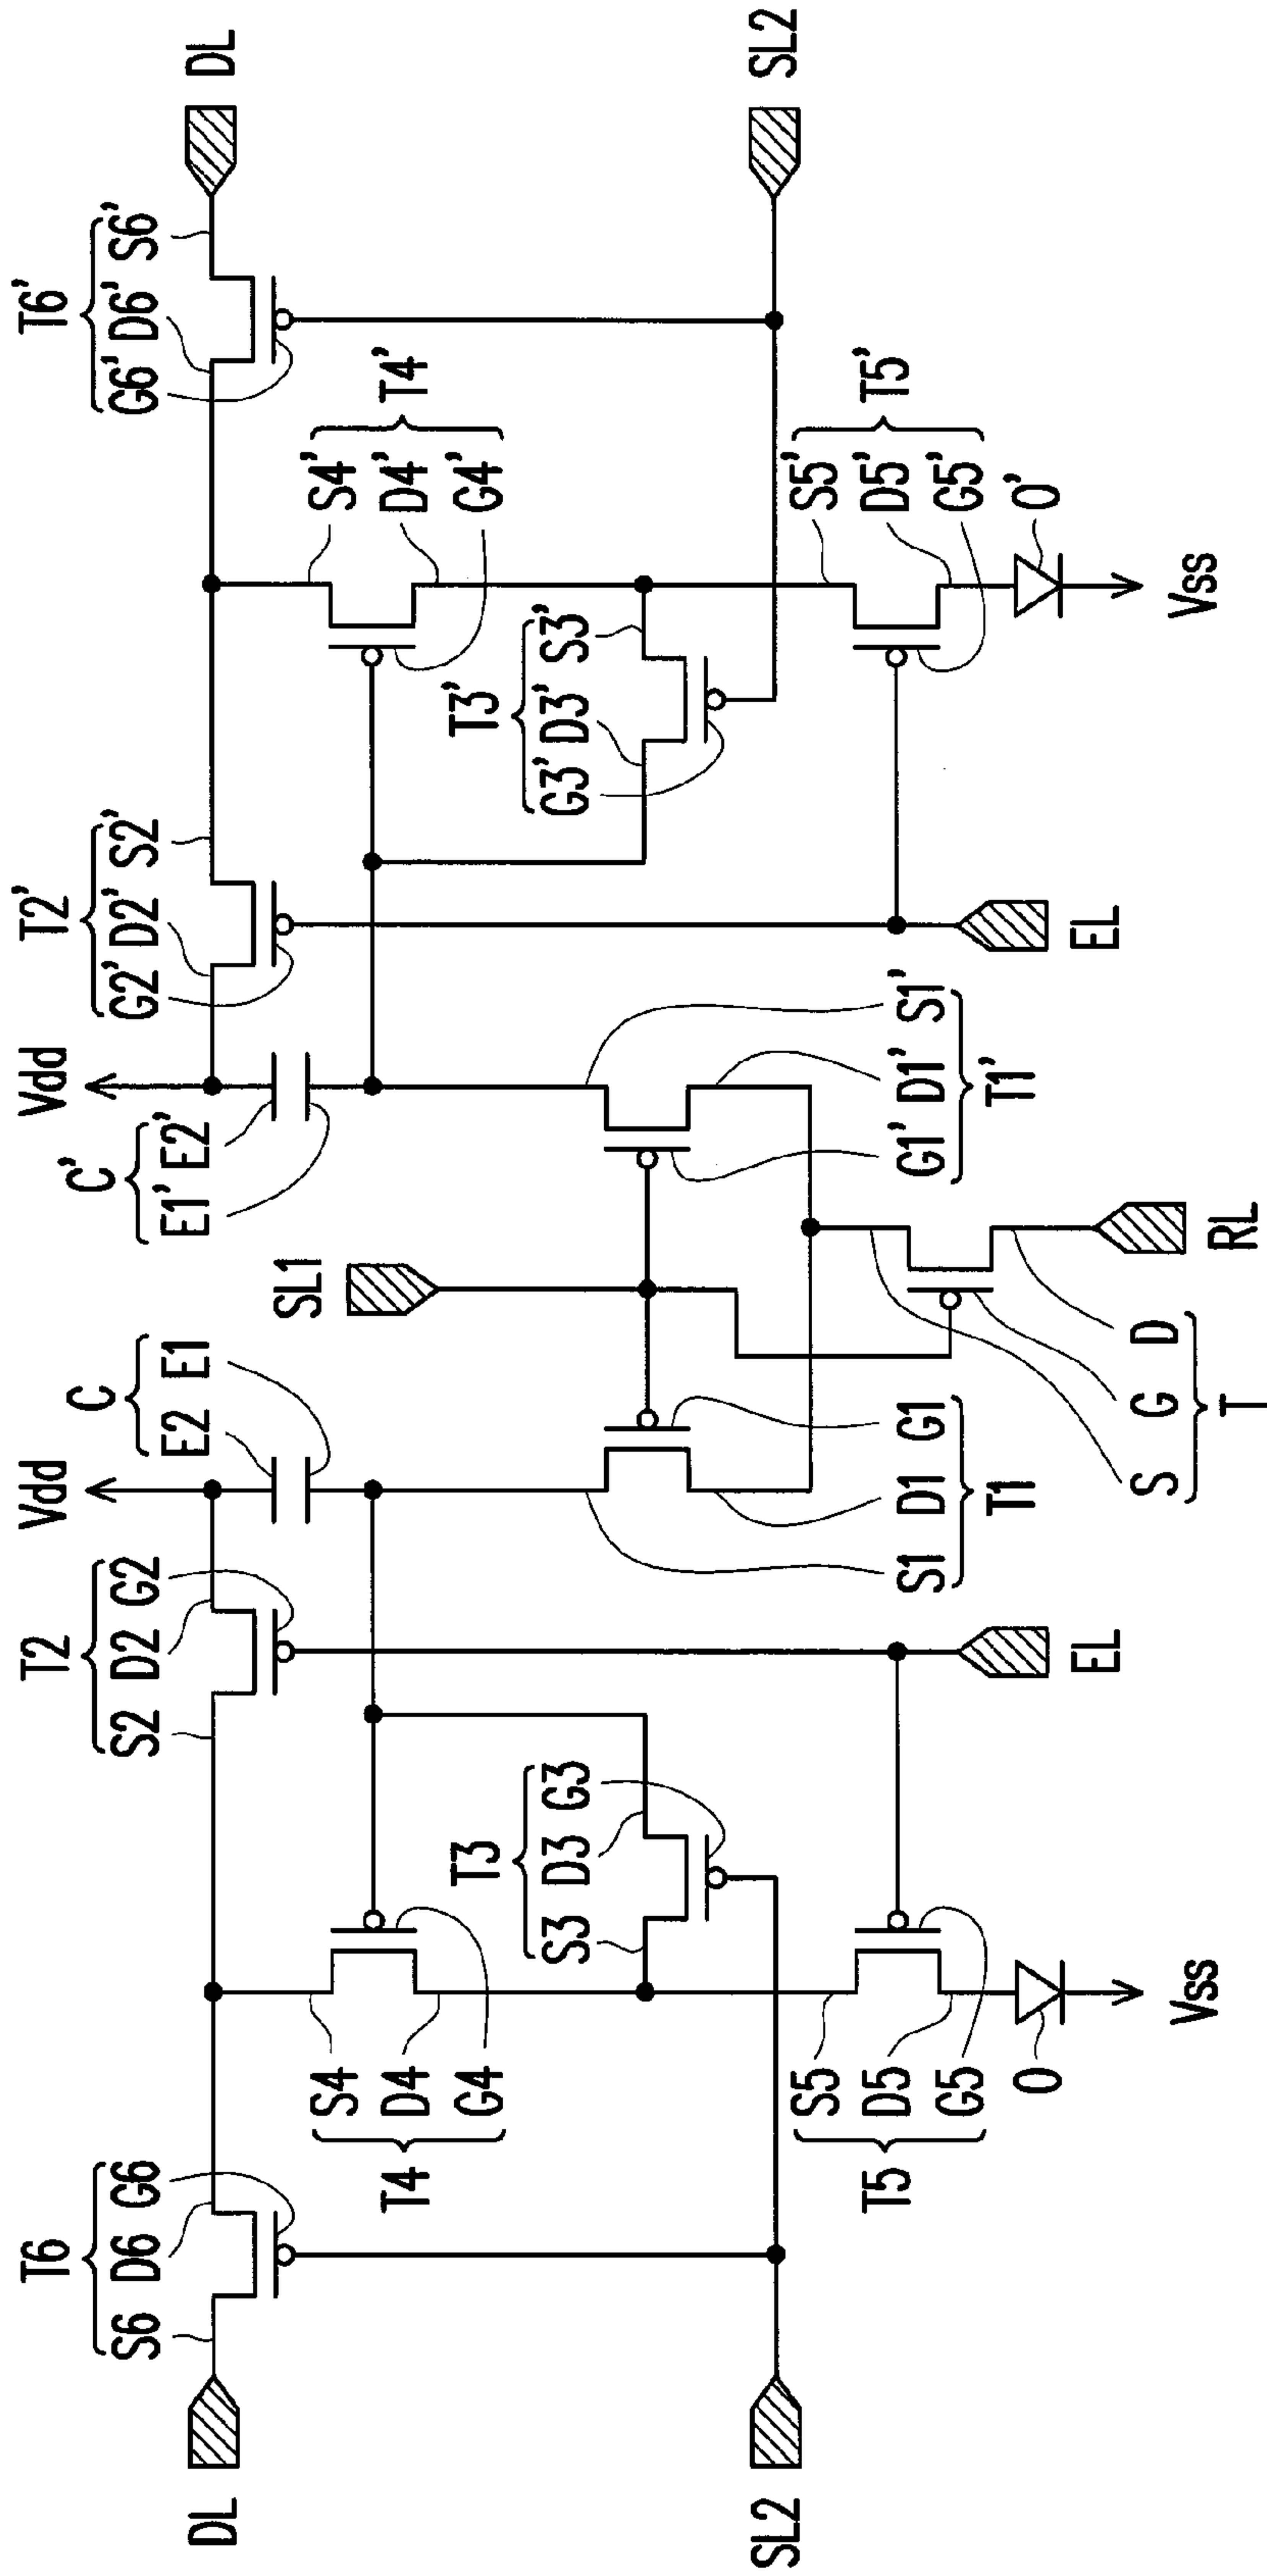 DL
SL2
T6'
G6' D6' S6'
S4'
D4'
G4'
T4'
S5'
D5'
G5'
T5'
O'
Vss
T3'
G3' D3' S3'
T2'
G2' D2' S2'
EL
Vdd
C'
E1' E2'
G1' D1' S1'
T1'
SL1
RL
C
E2 E1
S G D
T
Vdd
S1 D1 G1
T1
T2
S2 D2 G2
EL
T3
S3 D3 G3
S4
D4
G4
T4
S5
D5
G5
T5
O
Vss
T6
S6 D6 G6
DL
SL2